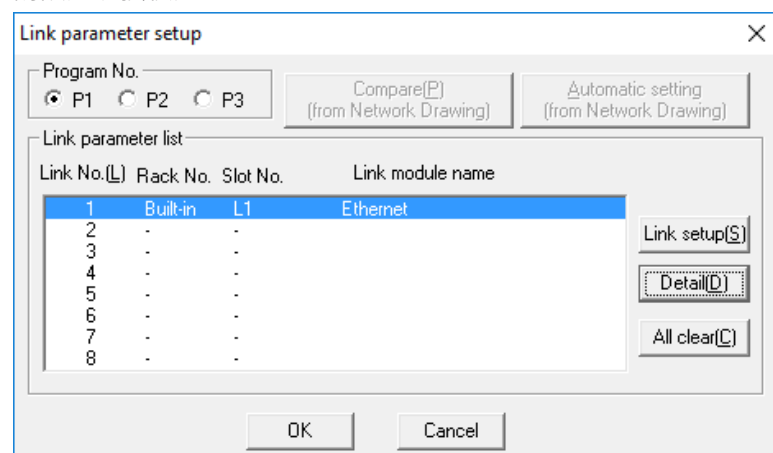 Link parameter setup
Program No.
P1 P2 P3
Compare(P)
(from Network Drawing)
Automatic setting
(from Network Drawing)
Link parameter list
Link No.(L) Rack No. Slot No. Link module name
1 Built-in L1 Ethernet
2 - -
3 - -
4 - -
5 - -
6 - -
7 - -
8 - -
Link setup(S)
Detail(D)
All clear(C)
OK Cancel